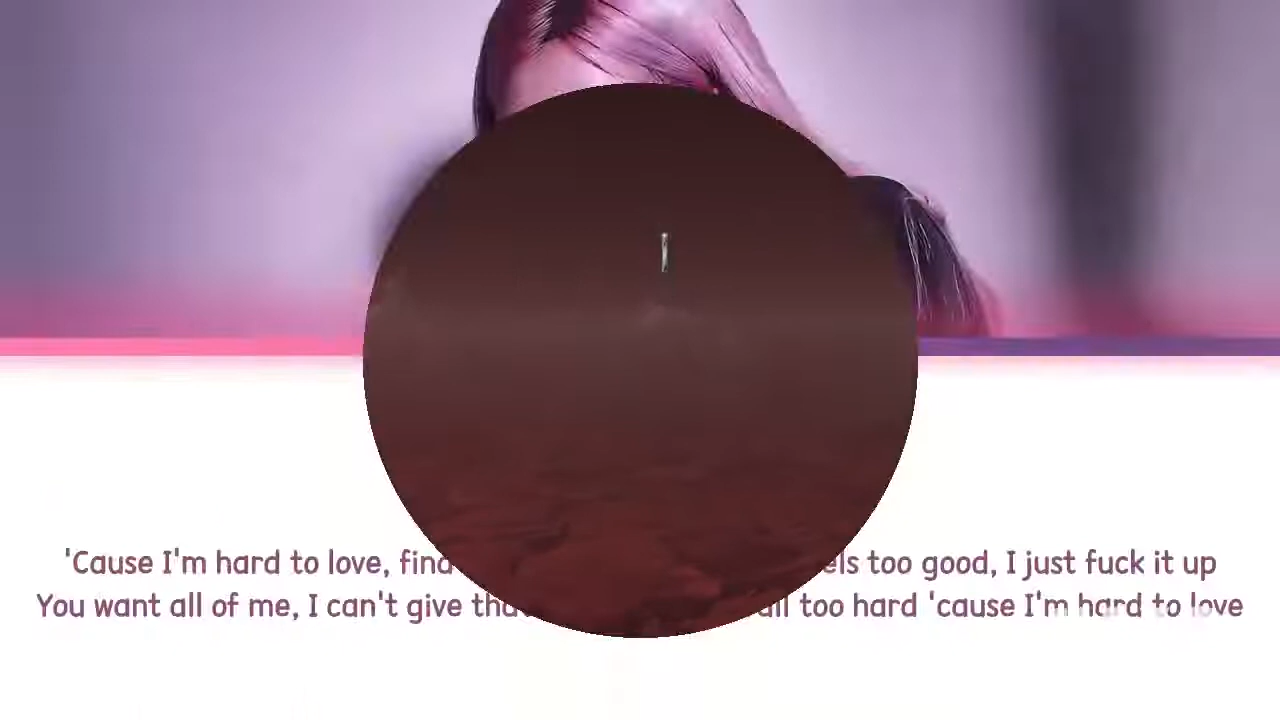 'Cause I'm hard to love, find els too good, I just fuck it up
You want all of me, I can't give that all too hard 'cause I'm hard to love